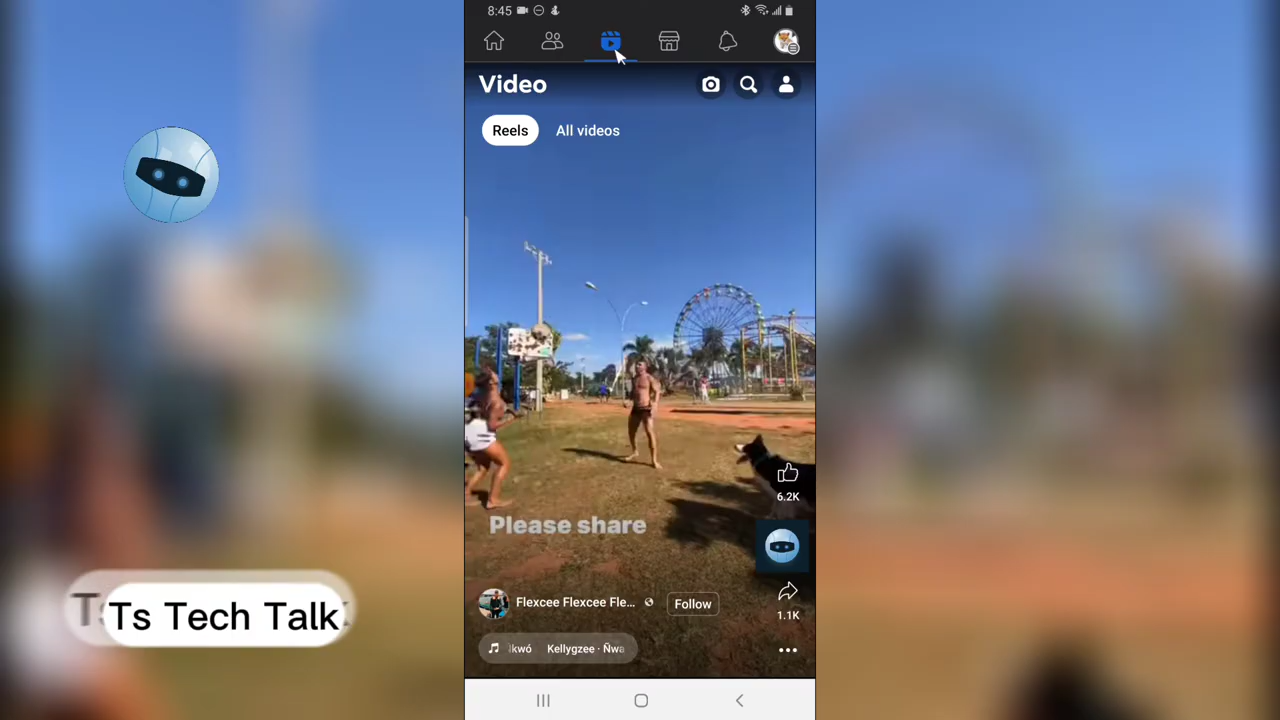 8:45
Video
Reels
All videos
6.2K
Please share
Ts Tech Talk
Flexcee Flexcee Fle...
Follow
1.1K
Kellygzee · Ñwa